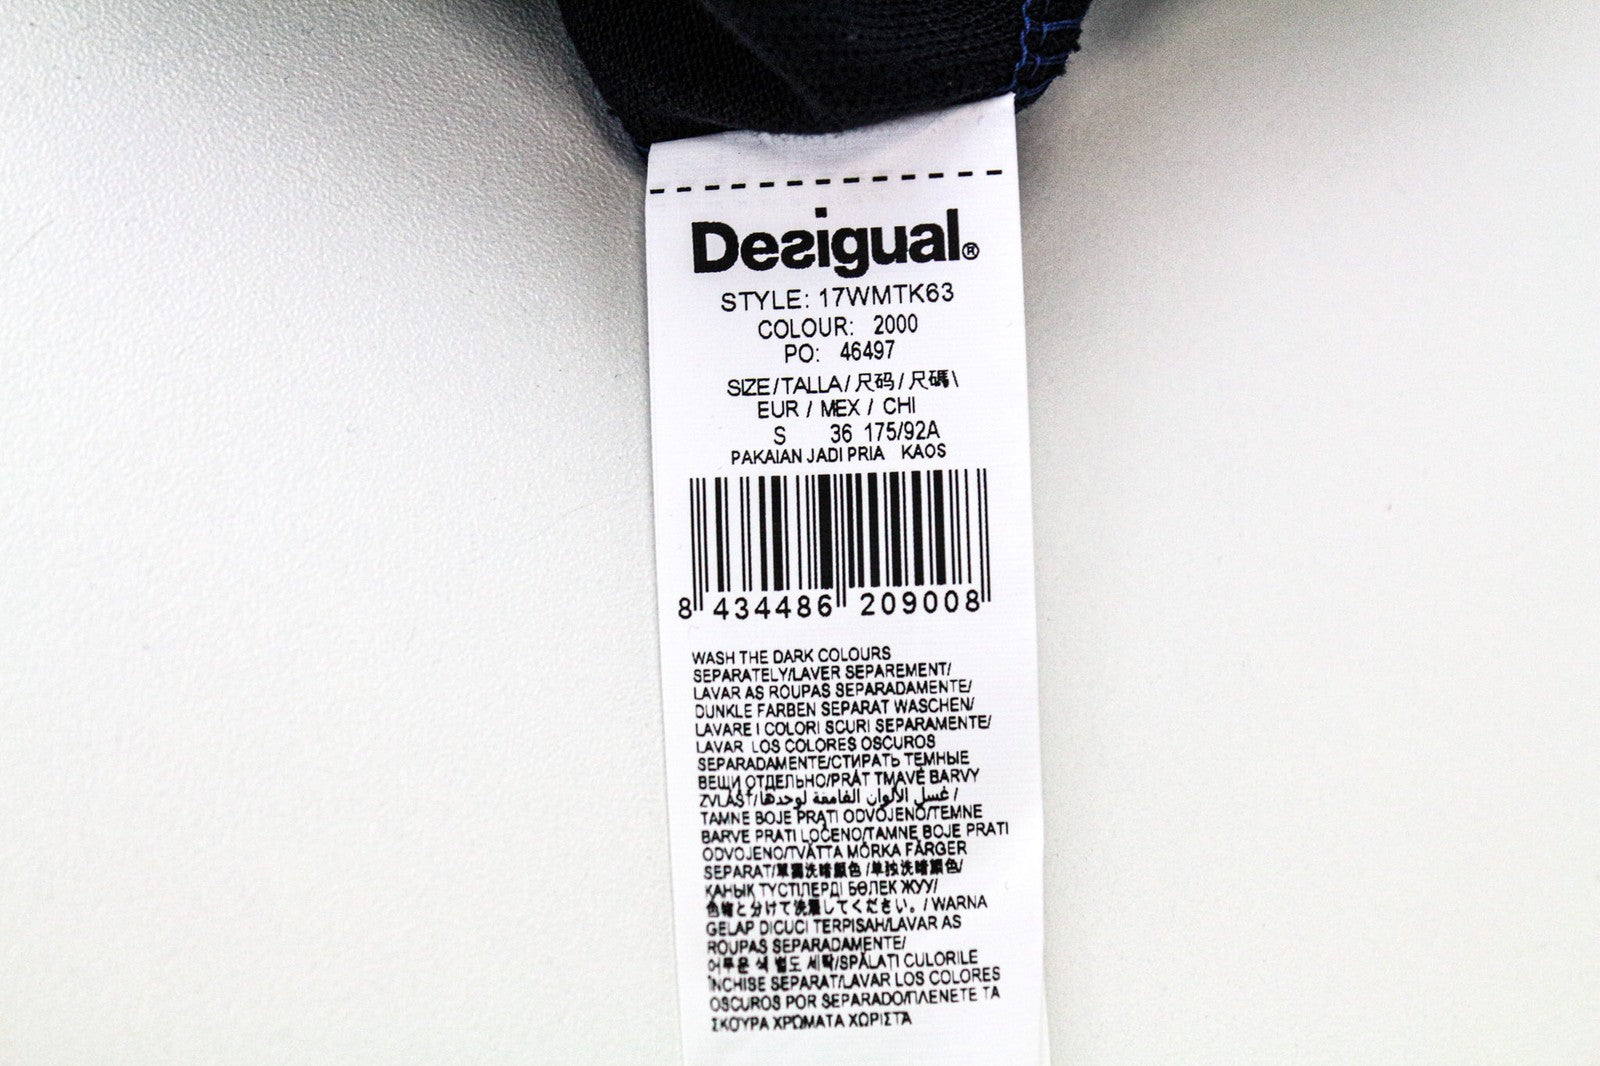 Desigual®
STYLE: 17WMTK63
COLOUR: 2000
PO: 46497
SIZE/TALLA/尺码/尺碼\
EUR / MEX / CHI
S 36 175/92A
PAKAIAN JADI PRIA KAOS
8 434486 209008
WASH THE DARK COLOURS
SEPARATELY/LAVER SEPAREMENT/
LAVAR AS ROUPAS SEPARADAMENTE/
DUNKLE FARBEN SEPARAT WASCHEN/
LAVARE I COLORI SCURI SEPARAMENTE/
LAVAR LOS COLORES OSCUROS
SEPARADAMENTE/СТИРАТЬ ТЕМНЫЕ
ВЕЩИ ОТДЕЛЬНО/PRÁT TMAVÉ BARVY
ZVLÁŠŤ/غسل الألوان الغامقة لوحدها/
TAMNE BOJE PRATI ODVOJENO/TEMNE
BARVE PRATI LOČENO/TAMNE BOJE PRATI
ODVOJENO/TVÄTTA MÖRKA FÄRGER
SEPARAT/單獨洗暗顏色/单独洗暗颜色/
ҚАНЫҚ ТҮСТІЛЕРДІ БӨЛЕК ЖУУ/
色物と分けて洗濯してください。/WARNA
GELAP DICUCI TERPISAH/LAVAR AS
ROUPAS SEPARADAMENTE/
어두운 색 별도 세탁/SPĂLAȚI CULORILE
ÎNCHISE SEPARAT/LAVAR LOS COLORES
OSCUROS POR SEPARADO/ΠΛΕΝΕΤΕ ΤΑ
ΣΚΟΥΡΑ ΧΡΩΜΑΤΑ ΧΩΡΙΣΤΑ